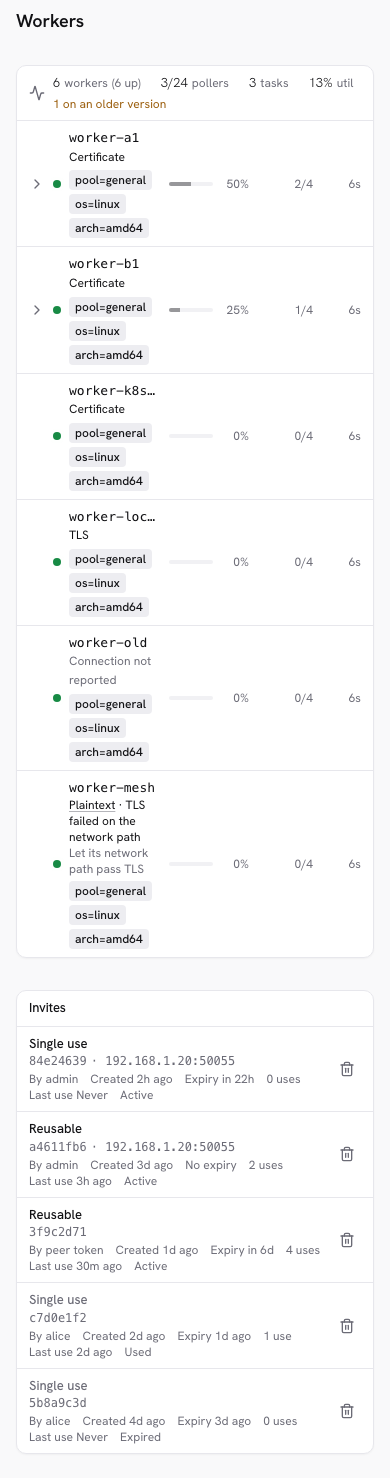 Workers
6 workers (6 up) 3/24 pollers 3 tasks 13% util
1 on an older version
worker-a1
Certificate
pool=general
50% 2/4 6s
os=linux
arch=amd64
worker-b1
Certificate
pool=general
25% 1/4 6s
os=linux
arch=amd64
worker-k8s…
Certificate
pool=general
0% 0/4 6s
os=linux
arch=amd64
worker-loc…
TLS
pool=general
0% 0/4 6s
os=linux
arch=amd64
worker-old
Connection not
reported
pool=general
0% 0/4 6s
os=linux
arch=amd64
worker-mesh
Plaintext · TLS
failed on the
network path
Let its network
path pass TLS
0% 0/4 6s
pool=general
os=linux
arch=amd64
Invites
Single use
84e24639 · 192.168.1.20:50055
By admin Created 2h ago Expiry in 22h 0 uses
Last use Never Active
Reusable
a4611fb6 · 192.168.1.20:50055
By admin Created 3d ago No expiry 2 uses
Last use 3h ago Active
Reusable
3f9c2d71
By peer token Created 1d ago Expiry in 6d 4 uses
Last use 30m ago Active
Single use
c7d0e1f2
By alice Created 2d ago Expiry 1d ago 1 use
Last use 2d ago Used
Single use
5b8a9c3d
By alice Created 4d ago Expiry 3d ago 0 uses
Last use Never Expired